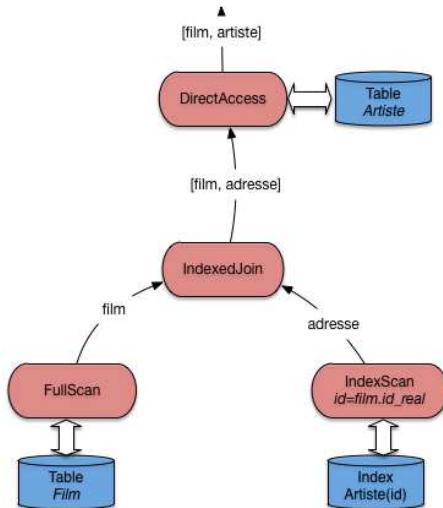 [film, artiste]
DirectAccess
Table
Artiste
[film, adresse]
IndexedJoin
film
adresse
FullScan
IndexScan
id=film.id_real
Table
Film
Index
Artiste(id)